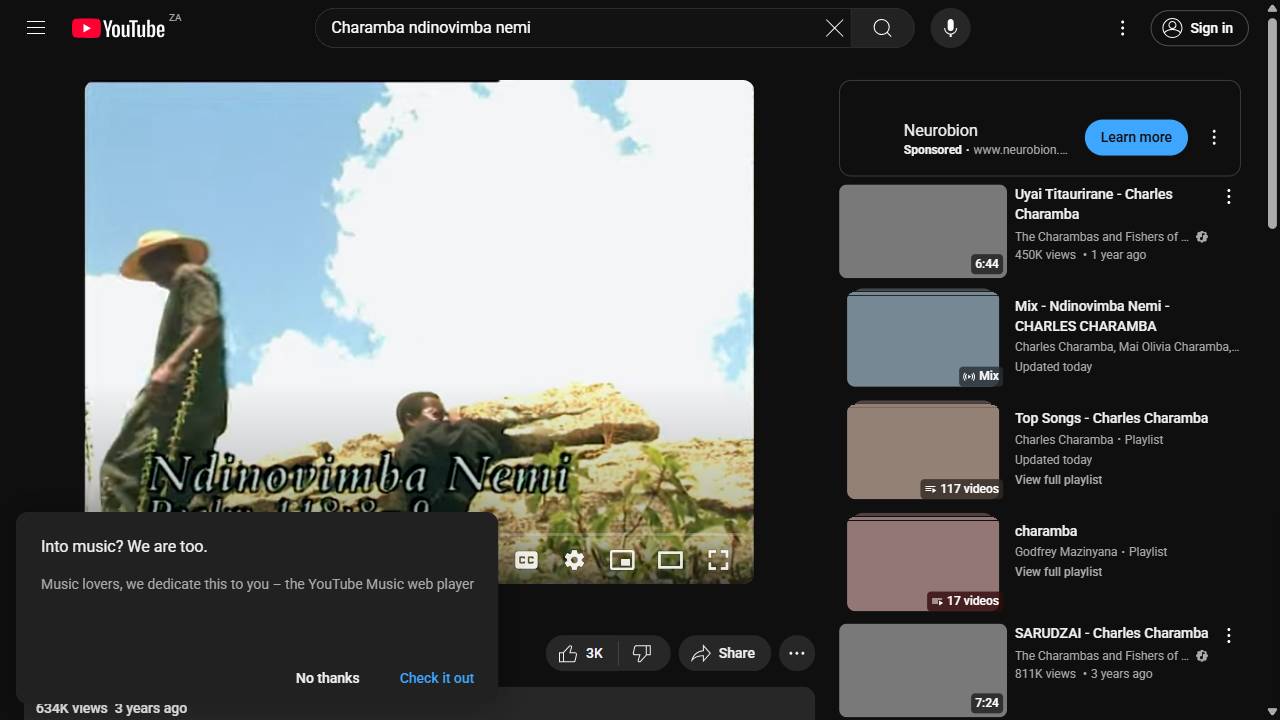 YouTube ZA
Charamba ndinovimba nemi
Sign in
Ndinovimba Nemi
Psalm 118:8-9
CC
Neurobion
Sponsored · www.neurobion....
Learn more
Uyai Titaurirane - Charles
Charamba
The Charambas and Fishers of ...
450K views • 1 year ago
6:44
Mix - Ndinovimba Nemi -
CHARLES CHARAMBA
Charles Charamba, Mai Olivia Charamba,...
Updated today
Mix
Top Songs - Charles Charamba
Charles Charamba • Playlist
Updated today
View full playlist
117 videos
charamba
Godfrey Mazinyana • Playlist
View full playlist
17 videos
SARUDZAI - Charles Charamba
The Charambas and Fishers of ...
811K views • 3 years ago
7:24
Into music? We are too.
Music lovers, we dedicate this to you – the YouTube Music web player
No thanks
Check it out
3K
Share
634K views 3 years ago